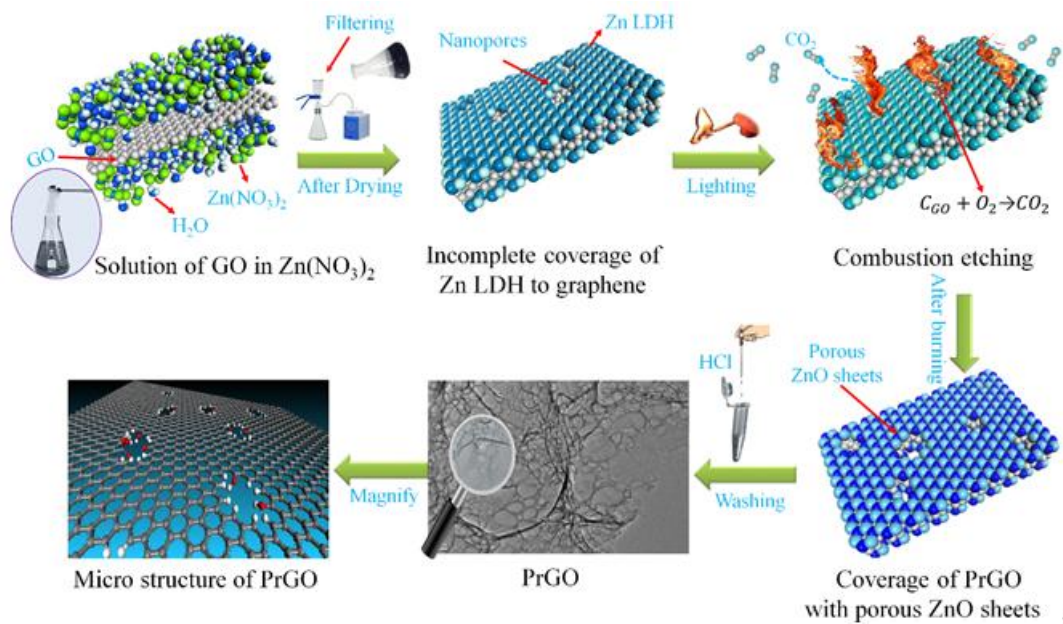 Filtering
GO
Zn(NO₃)₂
H₂O
Solution of GO in Zn(NO₃)₂
After Drying
Nanopores
Zn LDH
Incomplete coverage of
Zn LDH to graphene
Lighting
CO₂
C_GO + O₂→CO₂
Combustion etching
After burning
Porous
ZnO sheets
Coverage of PrGO
with porous ZnO sheets
HCl
Washing
PrGO
Magnify
Micro structure of PrGO